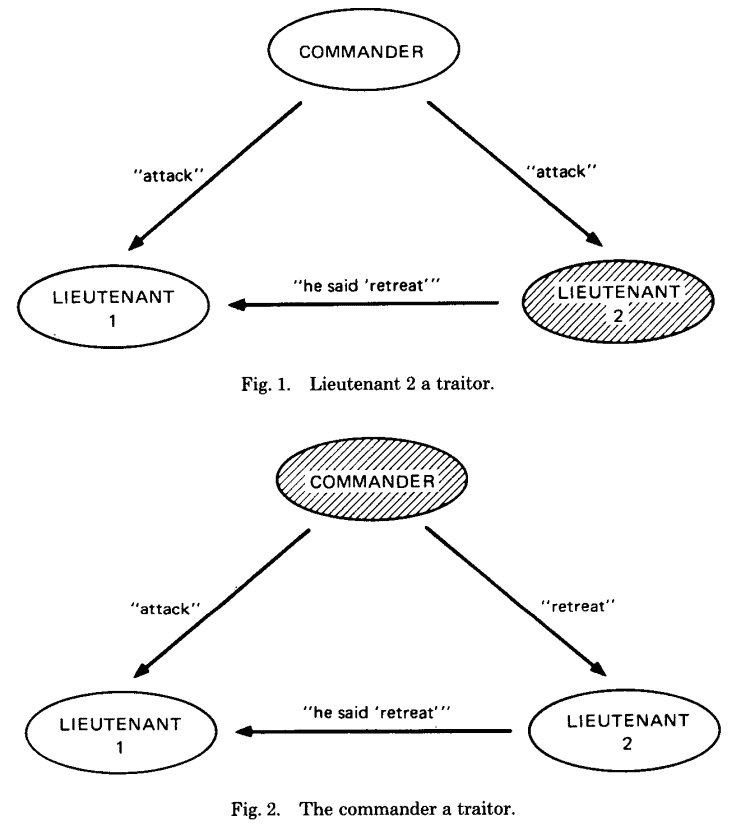 COMMANDER
"attack"
"attack"
"he said 'retreat'"
LIEUTENANT
1
LIEUTENANT
2
Fig. 1. Lieutenant 2 a traitor.
COMMANDER
"attack"
"retreat"
"he said 'retreat'"
LIEUTENANT
1
LIEUTENANT
2
Fig. 2. The commander a traitor.